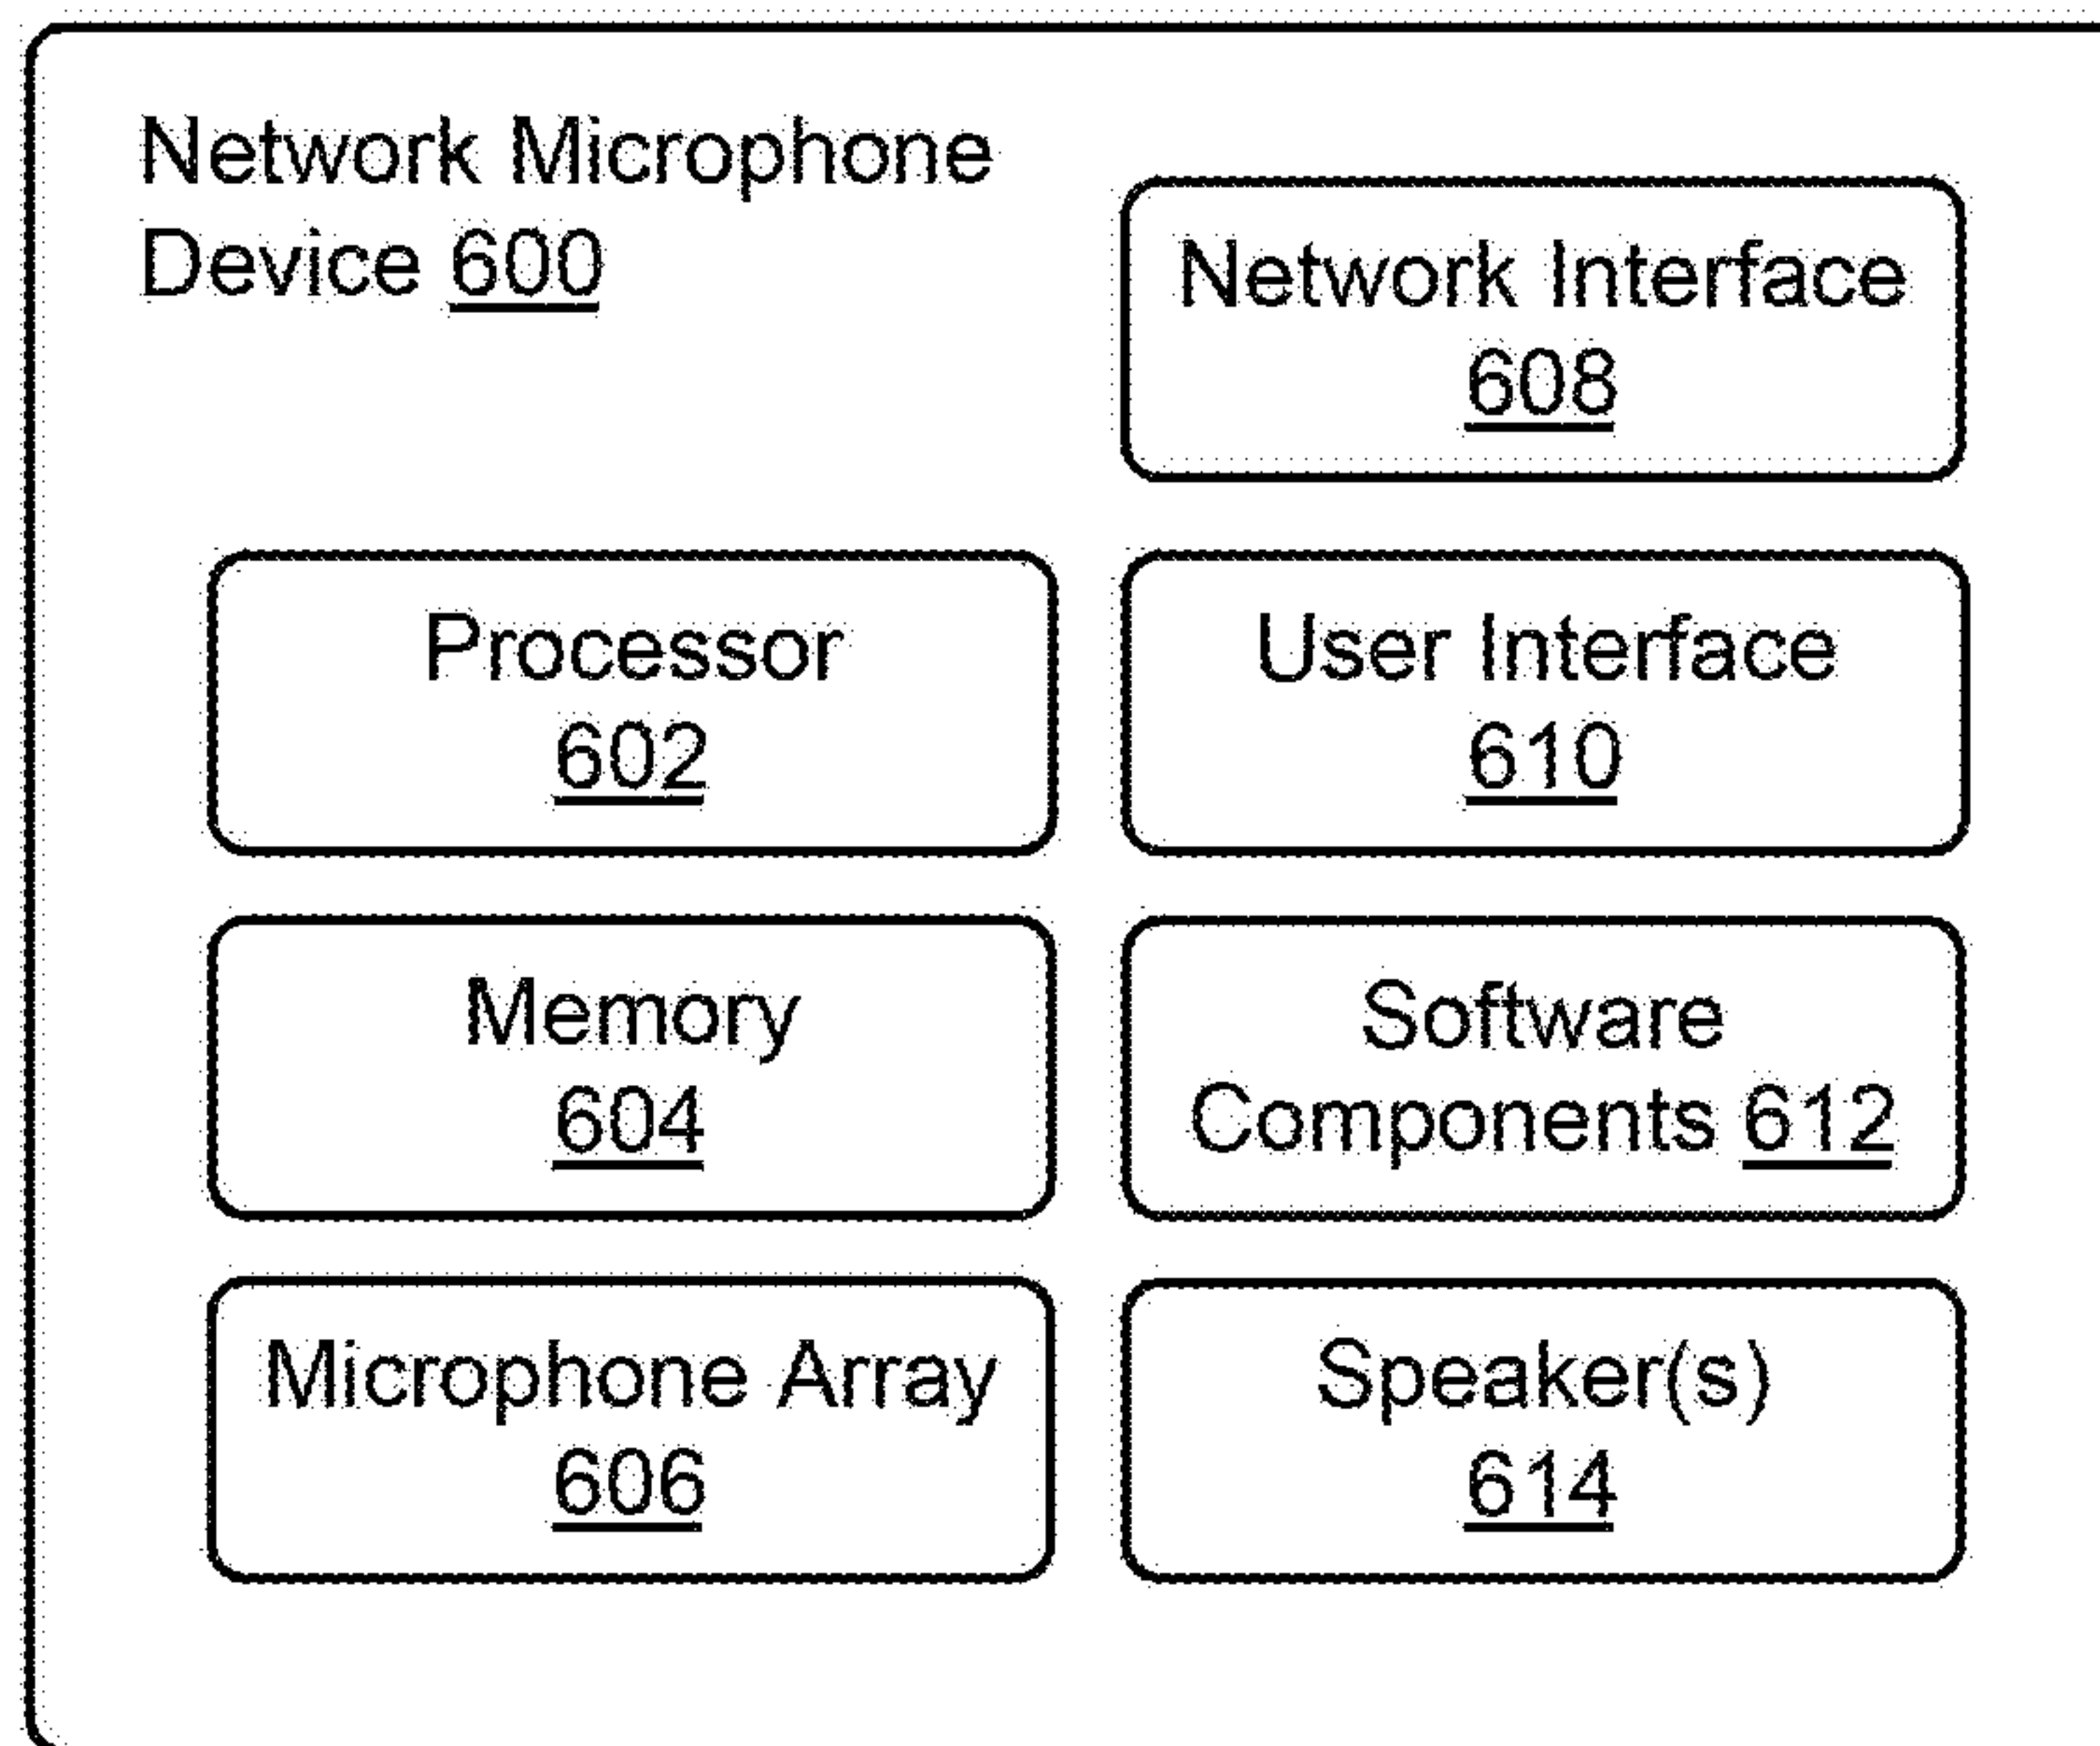 Network Microphone
Device 600
Network Interface
608
Processor
602
User Interface
610
Memory
604
Software
Components 612
Microphone Array
606
Speaker(s)
614